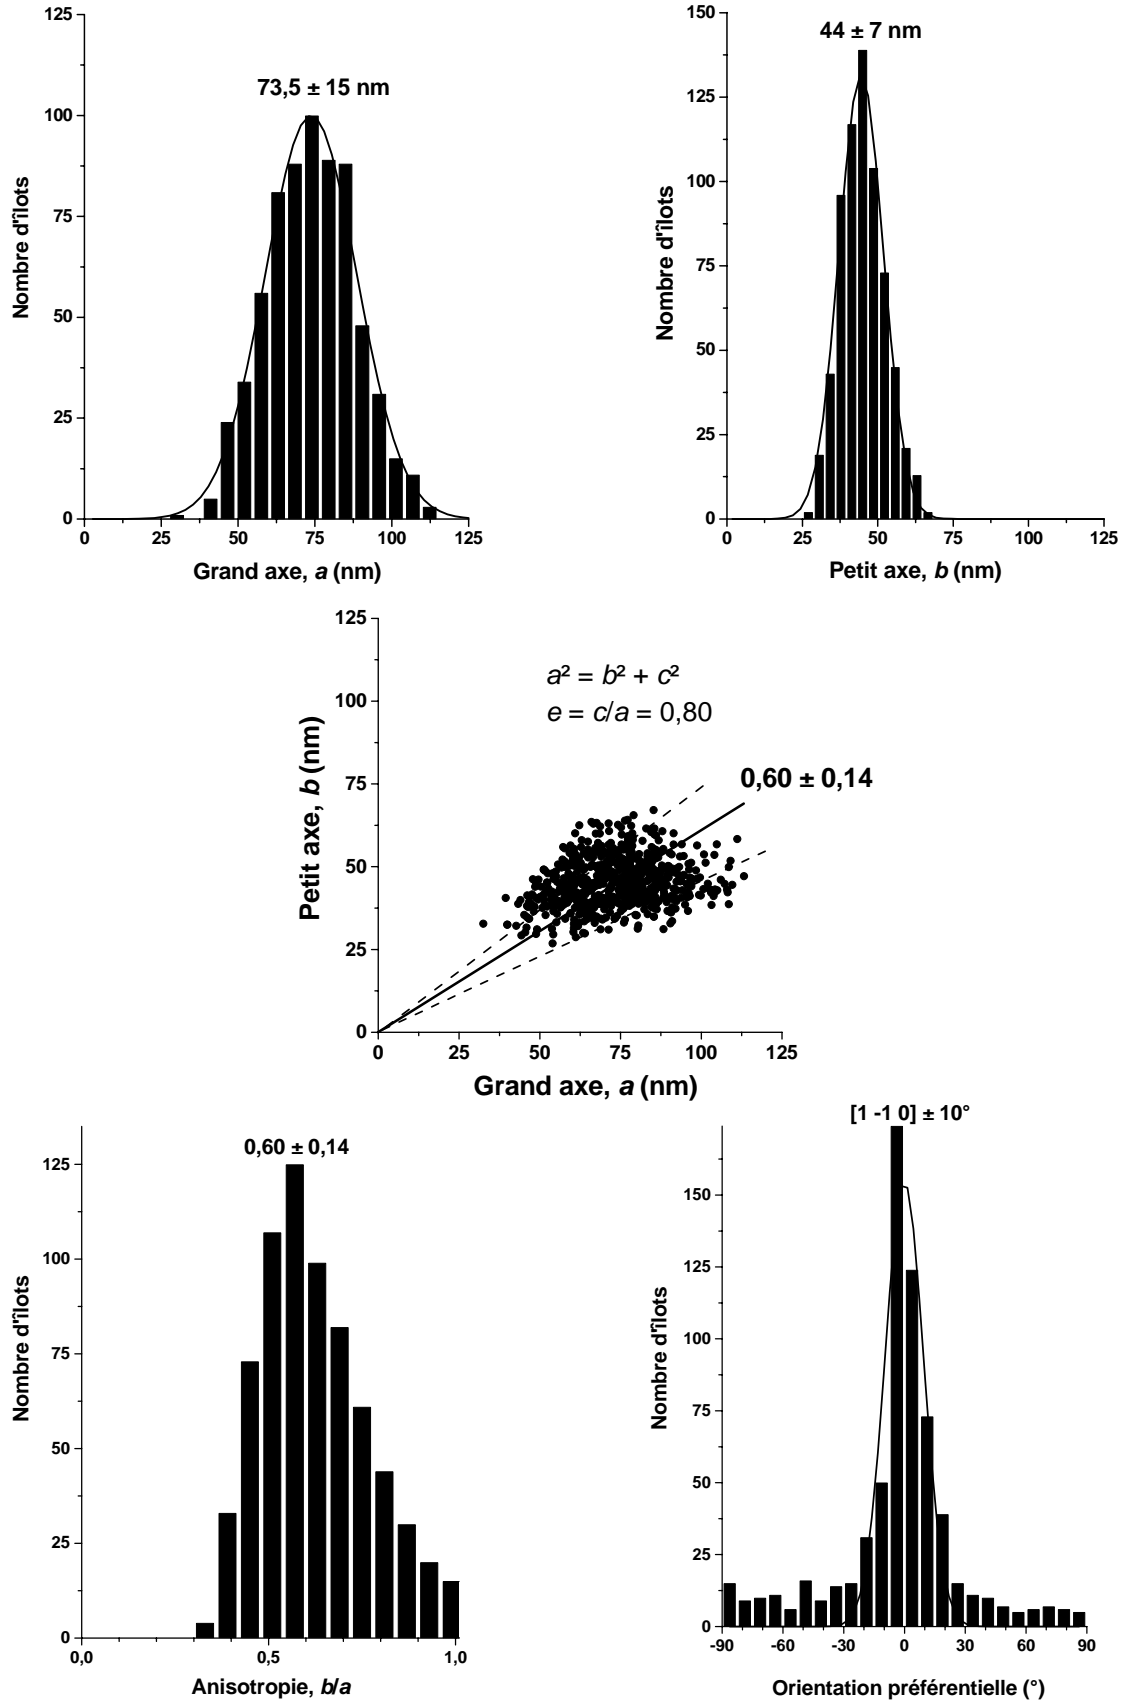 73,5 ± 15 nm
125
100
75
50
25
0
Nombre d'îlots
0 25 50 75 100 125
Grand axe, a (nm)
44 ± 7 nm
150
125
100
75
50
25
0
Nombre d'îlots
0 25 50 75 100 125
Petit axe, b (nm)
125
100
75
50
25
0
Petit axe, b (nm)
a² = b² + c²
e = c/a = 0,80
0,60 ± 0,14
0 25 50 75 100 125
Grand axe, a (nm)
0,60 ± 0,14
125
100
75
50
25
0
Nombre d'îlots
0,0 0,5 1,0
Anisotropie, b/a
[1 -1 0] ± 10°
150
125
100
75
50
25
0
Nombre d'îlots
-90 -60 -30 0 30 60 90
Orientation préférentielle (°)